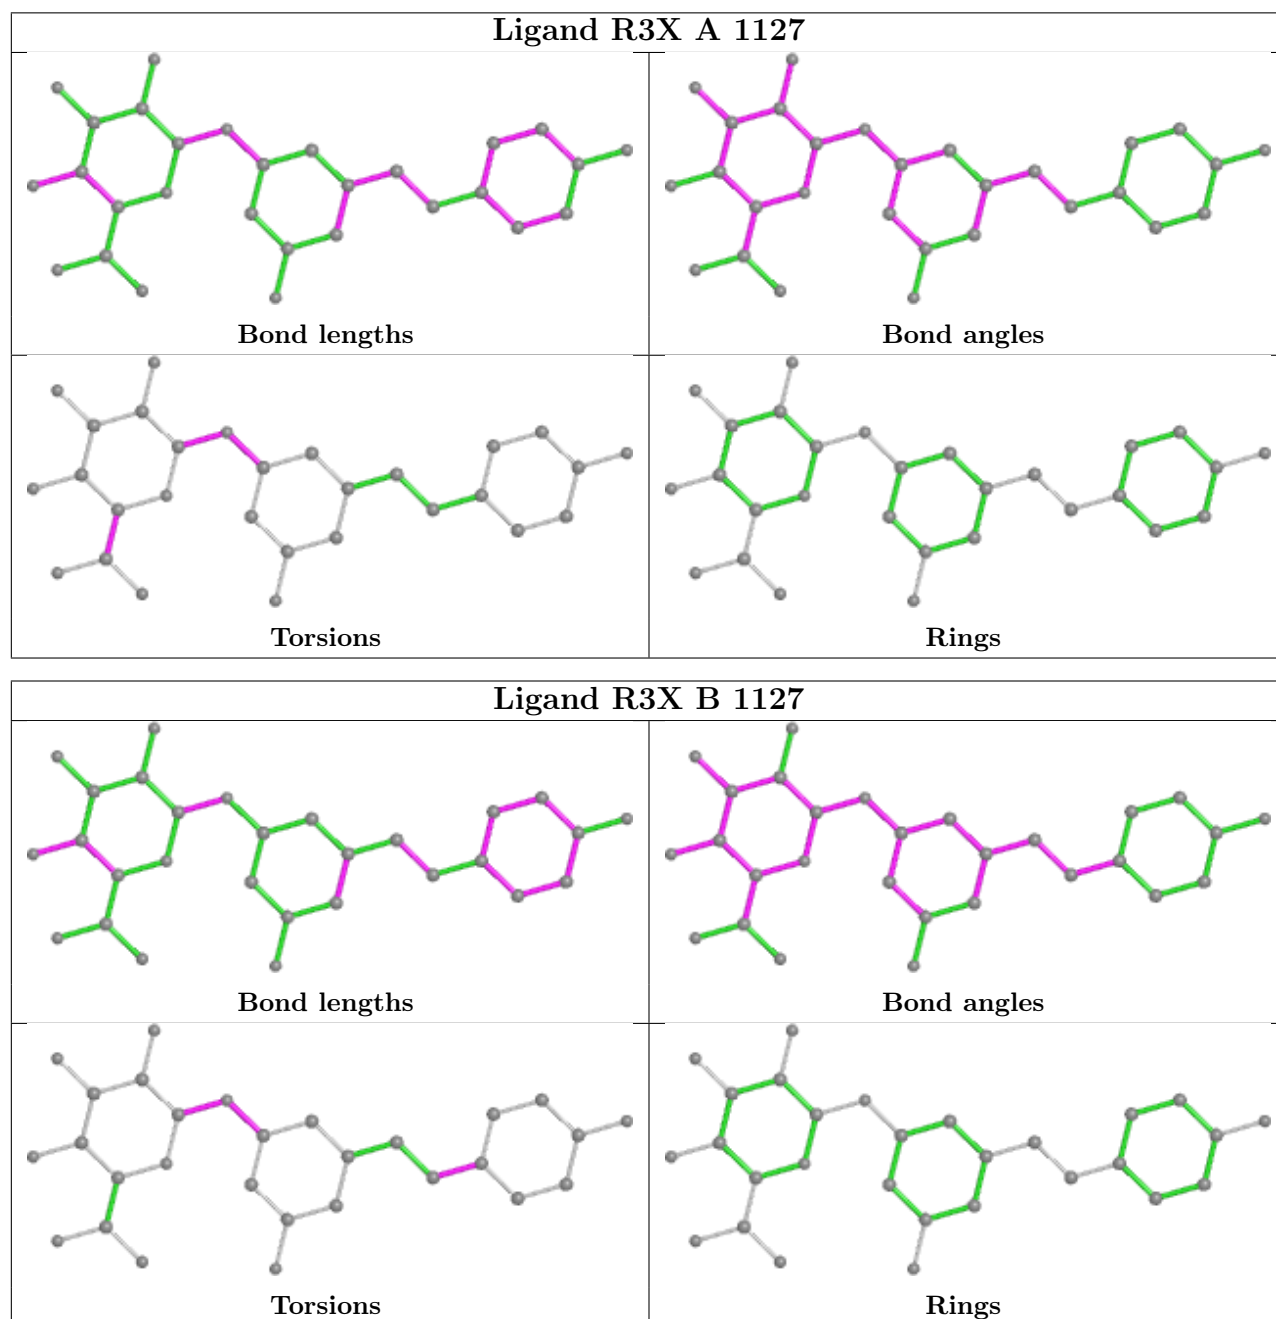 Ligand R3X A 1127
Bond lengths
Bond angles
Torsions
Rings
Ligand R3X B 1127
Bond lengths
Bond angles
Torsions
Rings